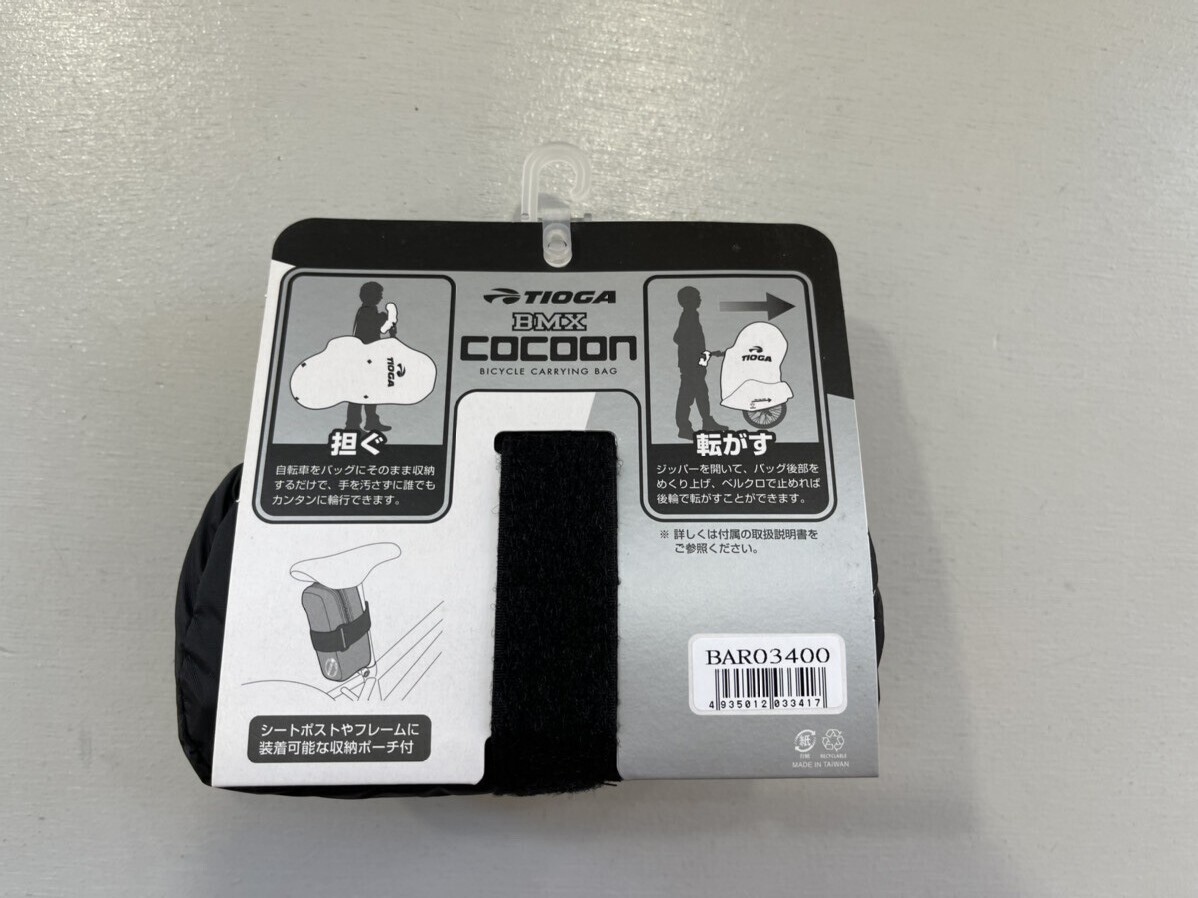 TIOGA
BMX
COCOON
BICYCLE CARRYING BAG
TIOGA
担ぐ
自転車をバッグにそのまま収納
するだけで、手を汚さずに誰でも
カンタンに輪行できます。
TIOGA
転がす
ジッパーを開いて、バッグ後部を
めくり上げ、ベルクロで止めれば
後輪で転がすことができます。
※ 詳しくは付属の取扱説明書を
ご参照ください。
シートポストやフレームに
装着可能な収納ポーチ付
BAR03400
4 935012 033417
紙
台紙
RECYCLABLE
MADE IN TAIWAN